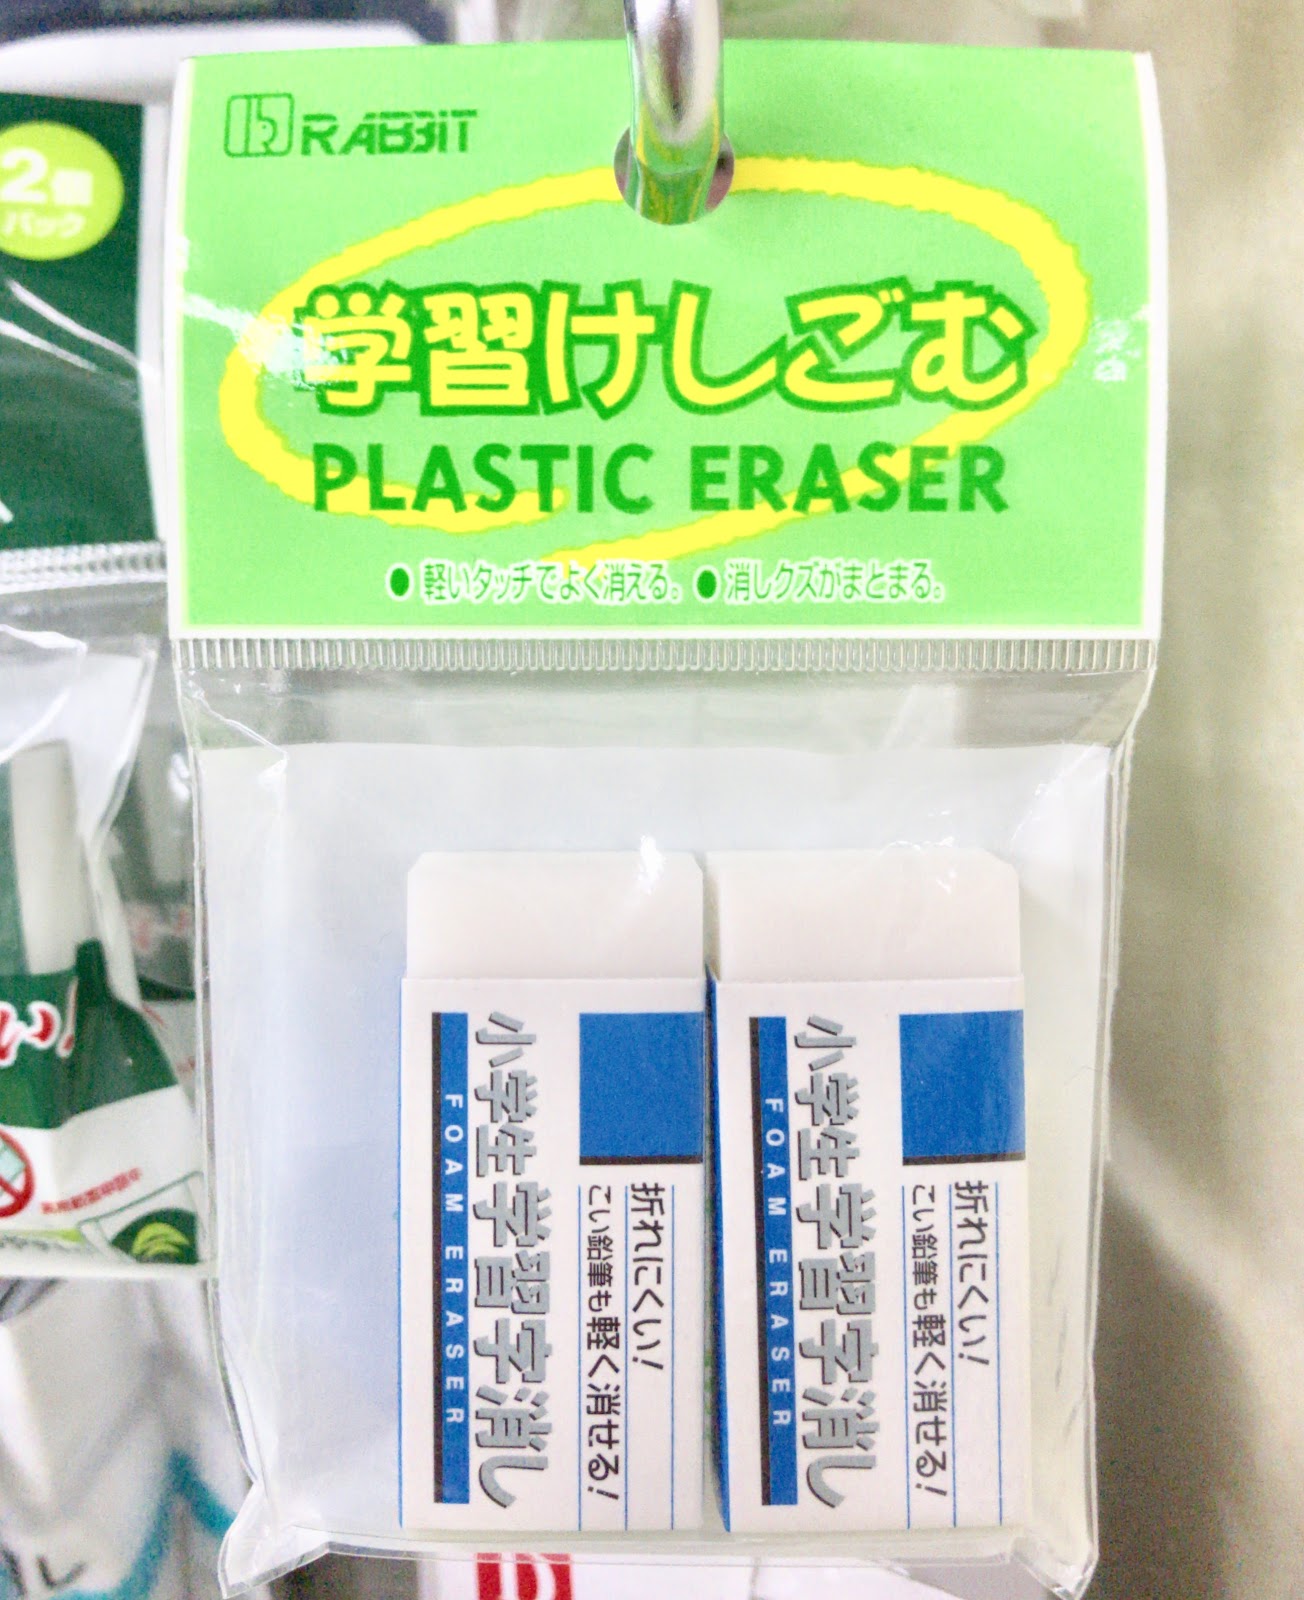 RABBIT
学習けしごむ
PLASTIC ERASER
● 軽いタッチでよく消える。 ● 消しクズがまとまる。
2個
パック
小学生学習字消し
FOAM ERASER
折れにくい!
こい鉛筆も軽く消せる!
小学生学習字消し
FOAM ERASER
折れにくい!
こい鉛筆も軽く消せる!